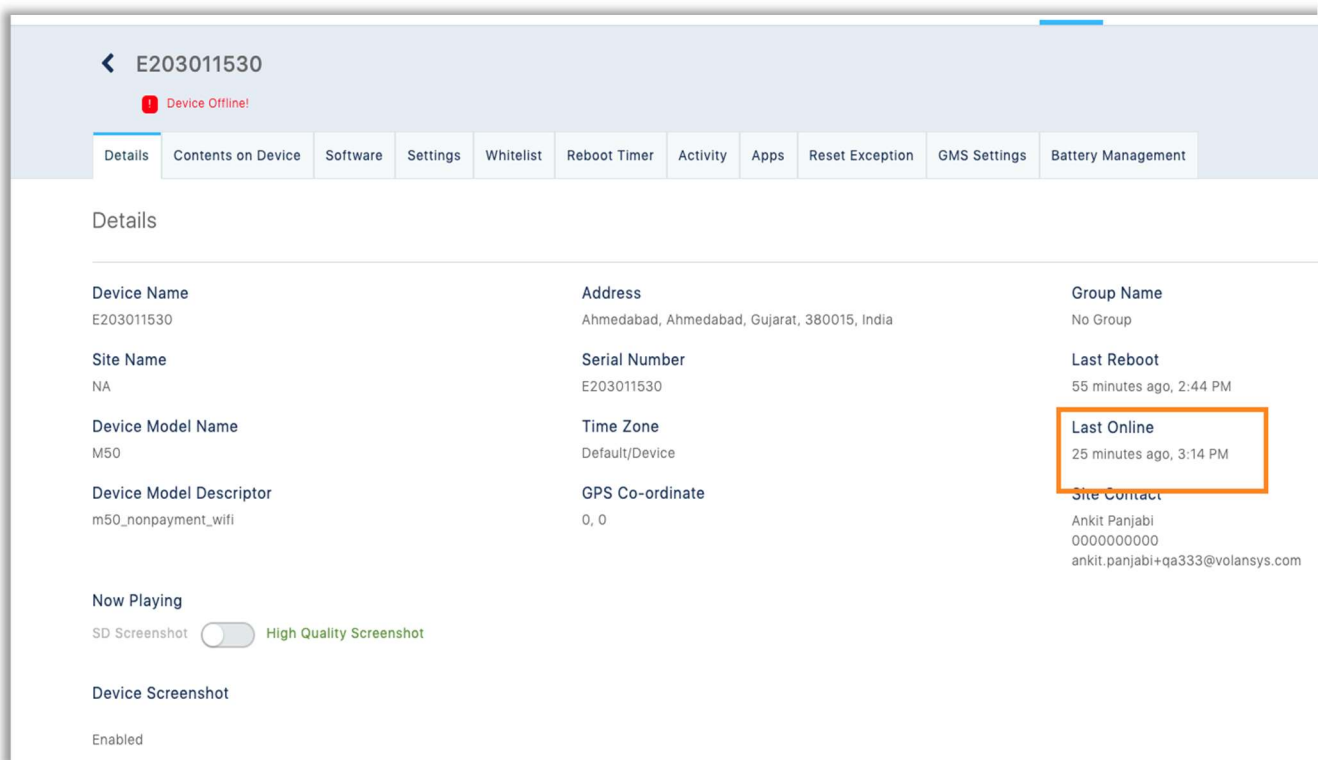 E203011530
! Device Offline!
Details Contents on Device Software Settings Whitelist Reboot Timer Activity Apps Reset Exception GMS Settings Battery Management
Details
Device Name
E203011530
Address
Ahmedabad, Ahmedabad, Gujarat, 380015, India
Group Name
No Group
Site Name
NA
Serial Number
E203011530
Last Reboot
55 minutes ago, 2:44 PM
Device Model Name
M50
Time Zone
Default/Device
Last Online
25 minutes ago, 3:14 PM
Device Model Descriptor
m50_nonpayment_wifi
GPS Co-ordinate
0, 0
Site Contact
Ankit Panjabi
0000000000
ankit.panjabi+qa333@volansys.com
Now Playing
SD Screenshot High Quality Screenshot
Device Screenshot
Enabled